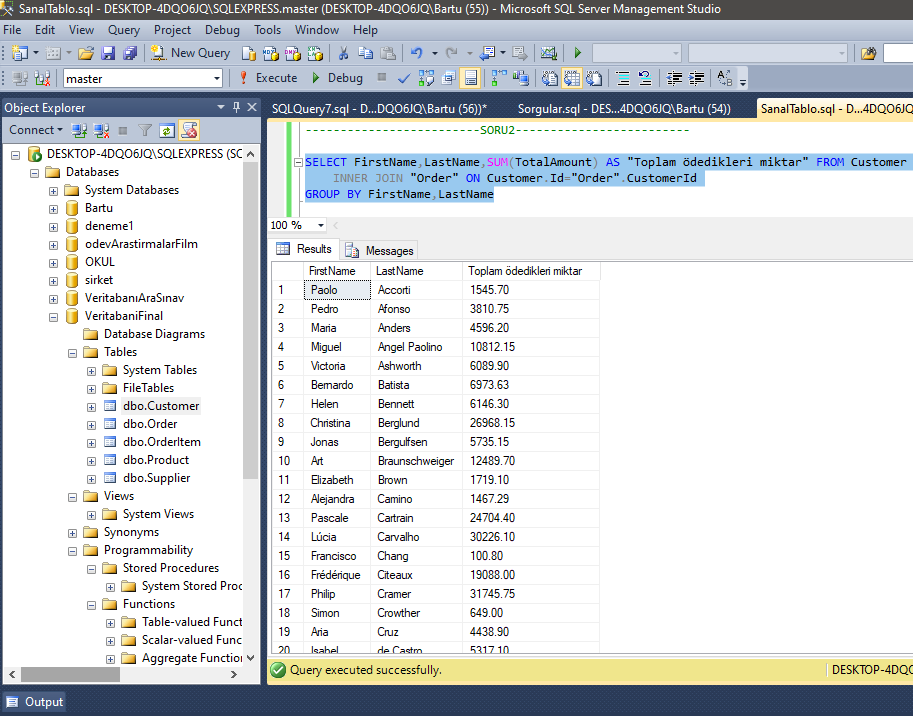 SanalTablo.sql - DESKTOP-4DQO6JQ\SQLEXPRESS.master (DESKTOP-4DQO6JQ\Bartu (55)) - Microsoft SQL Server Management Studio
File Edit View Query Project Debug Tools Window Help
New Query
master Execute Debug
Object Explorer
Connect
DESKTOP-4DQO6JQ\SQLEXPRESS (SC
Databases
System Databases
Bartu
deneme1
odevArastirmalarFilm
OKUL
sirket
VeritabanıAraSınav
VeritabaniFinal
Database Diagrams
Tables
System Tables
FileTables
dbo.Customer
dbo.Order
dbo.OrderItem
dbo.Product
dbo.Supplier
Views
System Views
Synonyms
Programmability
Stored Procedures
System Stored Proc
Functions
Table-valued Funct
Scalar-valued Func
Aggregate Function
SQLQuery7.sql - D...DQO6JQ\Bartu (56))* Sorgular.sql - DES...4DQO6JQ\Bartu (54)) SanalTablo.sql - D...4DQO6JQ
-------------------------SORU2-------------------------
SELECT FirstName,LastName,SUM(TotalAmount) AS "Toplam ödedikleri miktar" FROM Customer
INNER JOIN "Order" ON Customer.Id="Order".CustomerId
GROUP BY FirstName,LastName
100 %
Results Messages
FirstName LastName Toplam ödedikleri miktar
1 Paolo Accorti 1545.70
2 Pedro Afonso 3810.75
3 Maria Anders 4596.20
4 Miguel Angel Paolino 10812.15
5 Victoria Ashworth 6089.90
6 Bernardo Batista 6973.63
7 Helen Bennett 6146.30
8 Christina Berglund 26968.15
9 Jonas Bergulfsen 5735.15
10 Art Braunschweiger 12489.70
11 Elizabeth Brown 1719.10
12 Alejandra Camino 1467.29
13 Pascale Cartrain 24704.40
14 Lúcia Carvalho 30226.10
15 Francisco Chang 100.80
16 Frédérique Citeaux 19088.00
17 Philip Cramer 31745.75
18 Simon Crowther 649.00
19 Aria Cruz 4438.90
20 Isabel de Castro 5317.10
Query executed successfully. DESKTOP-4DQO
Output